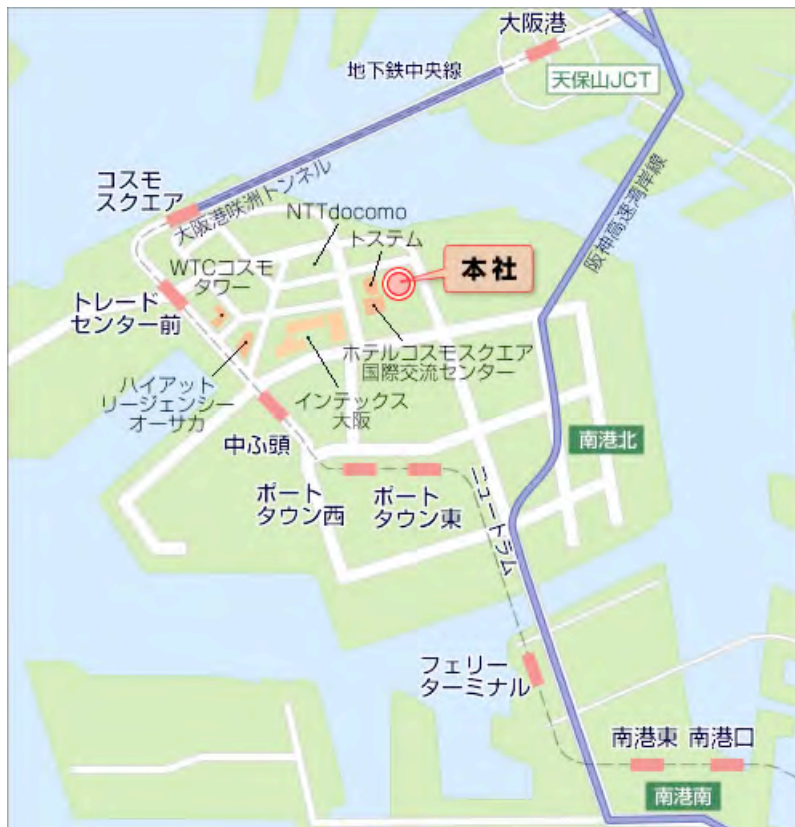 大阪港
地下鉄中央線
天保山JCT
コスモ
スクエア
大阪港咲洲トンネル
阪神高速湾岸線
NTTdocomo
トステム
本社
WTCコスモ
タワー
トレード
センター前
ホテルコスモスクエア
国際交流センター
ハイアット
リージェンシー
オーサカ
インテックス
大阪
中ふ頭
南港北
ポート
タウン西
ポート
タウン東
ニュートラム
フェリー
ターミナル
南港東
南港口
南港南